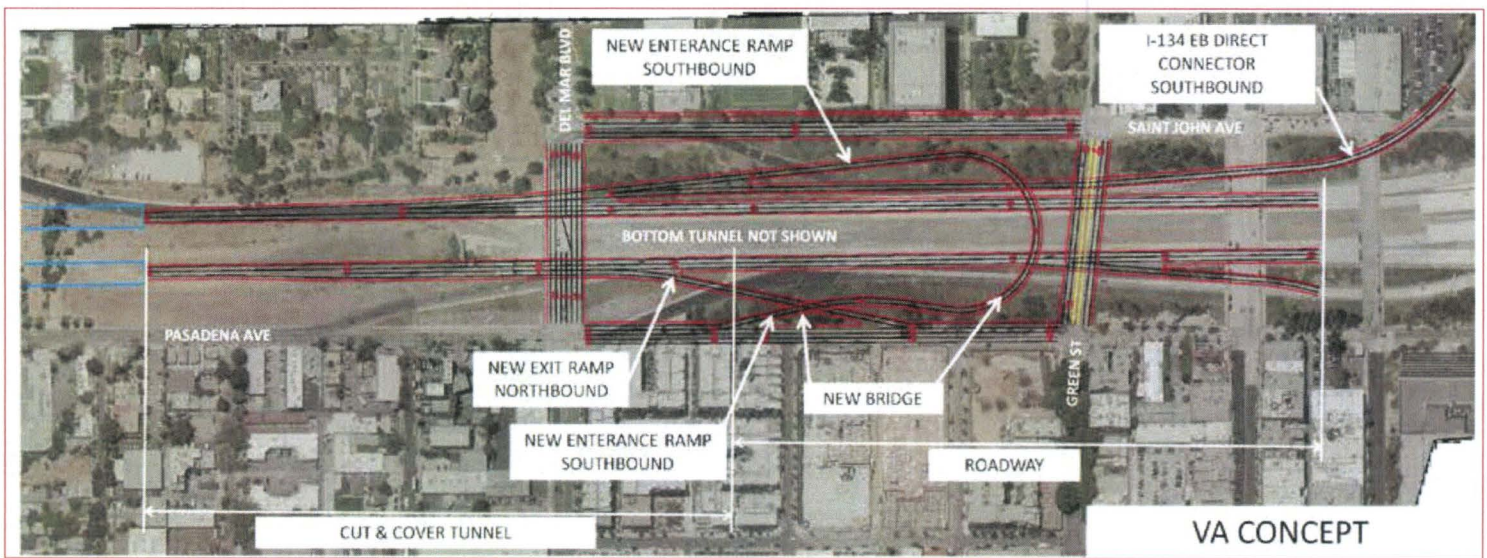 NEW ENTERANCE RAMP
SOUTHBOUND
I-134 EB DIRECT
CONNECTOR
SOUTHBOUND
DEL MAR BLVD
SAINT JOHN AVE
BOTTOM TUNNEL NOT SHOWN
PASADENA AVE
NEW EXIT RAMP
NORTHBOUND
NEW BRIDGE
GREEN ST
NEW ENTERANCE RAMP
SOUTHBOUND
ROADWAY
CUT & COVER TUNNEL
VA CONCEPT